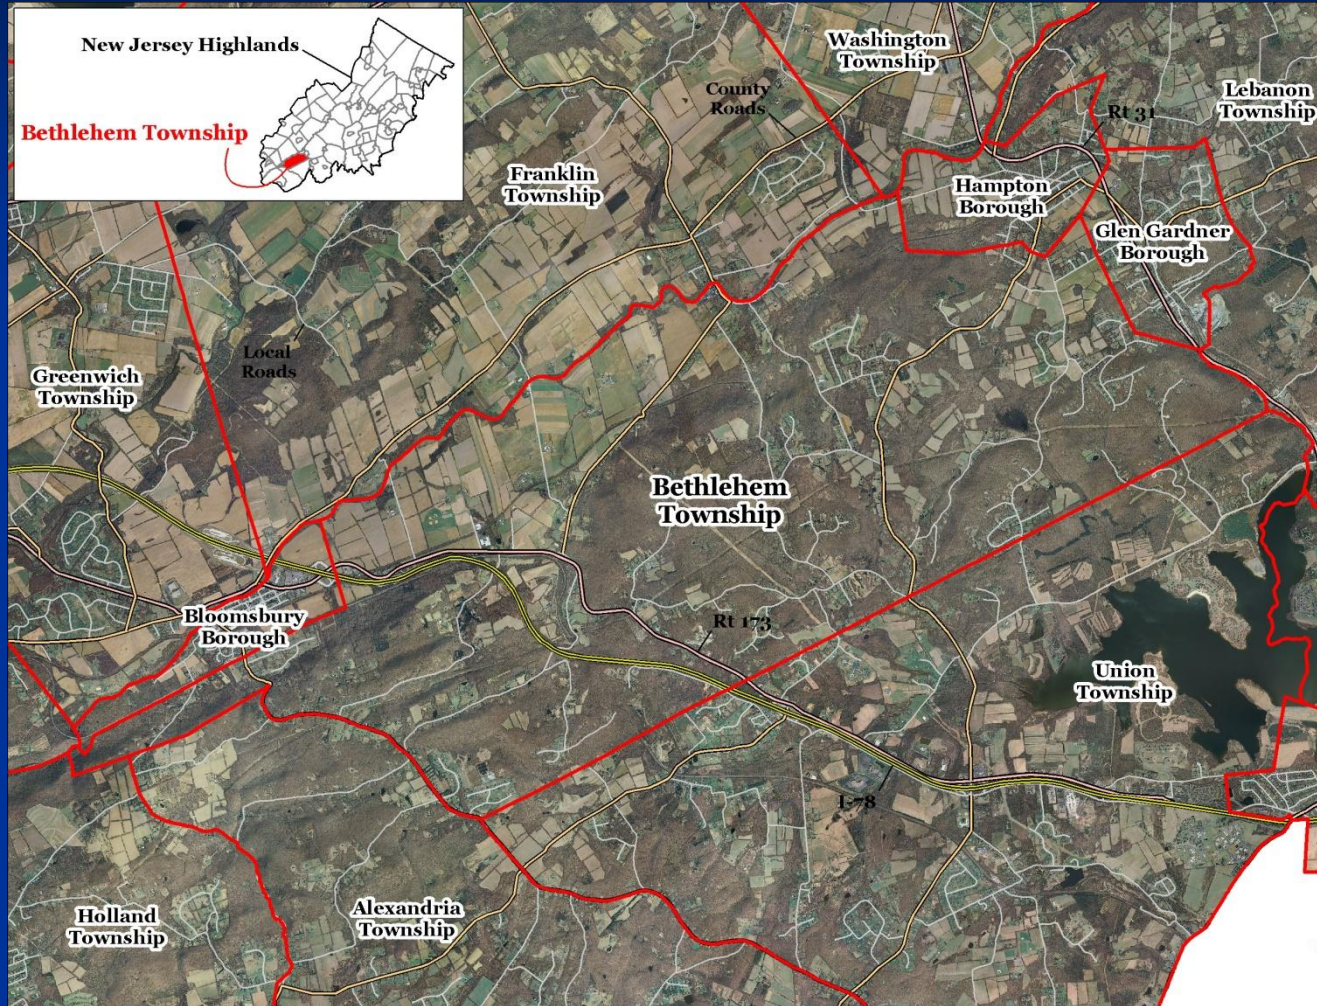 New Jersey Highlands
Bethlehem Township
Washington
Township
County
Roads
Rt 31
Lebanon
Township
Franklin
Township
Hampton
Borough
Glen Gardner
Borough
Local
Roads
Greenwich
Township
Bethlehem
Township
Bloomsbury
Borough
Rt 173
Union
Township
I-78
Holland
Township
Alexandria
Township